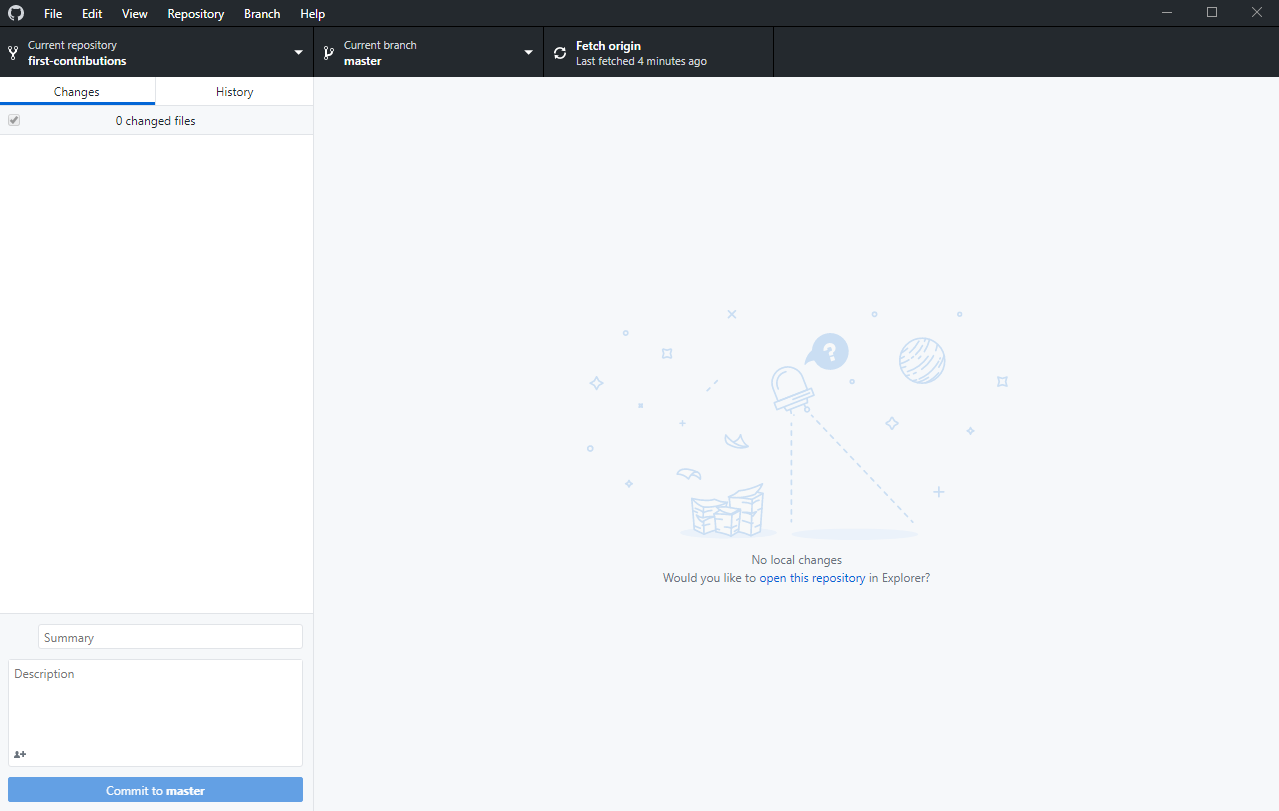 File Edit View Repository Branch Help
Current repository
first-contributions
Current branch
master
Fetch origin
Last fetched 4 minutes ago
Changes
History
0 changed files
?
No local changes
Would you like to open this repository in Explorer?
Summary
Description
Commit to master